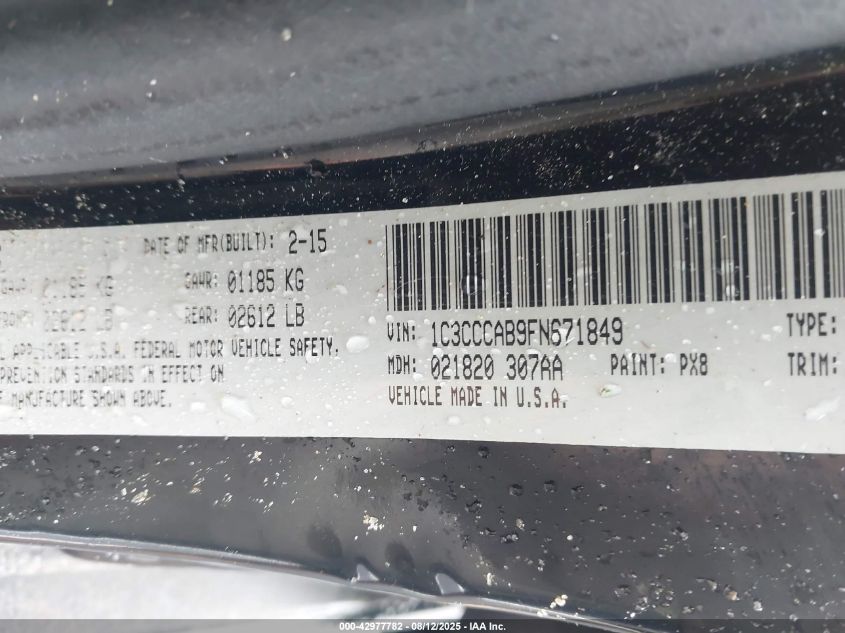 DATE OF MFR(BUILT): 2-15
GAWR: 01185 KG
REAR: 02612 LB
APPLICABLE U.S.A. FEDERAL MOTOR VEHICLE SAFETY,
PREVENTION STANDARDS IN EFFECT ON
MANUFACTURE SHOWN ABOVE.
VIN: 1C3CCCAB9FN671849
TYPE:
MDH: 021820 307AA
PAINT: PX8
TRIM:
VEHICLE MADE IN U.S.A.
000-42977782 - 08/12/2025 - IAA Inc.